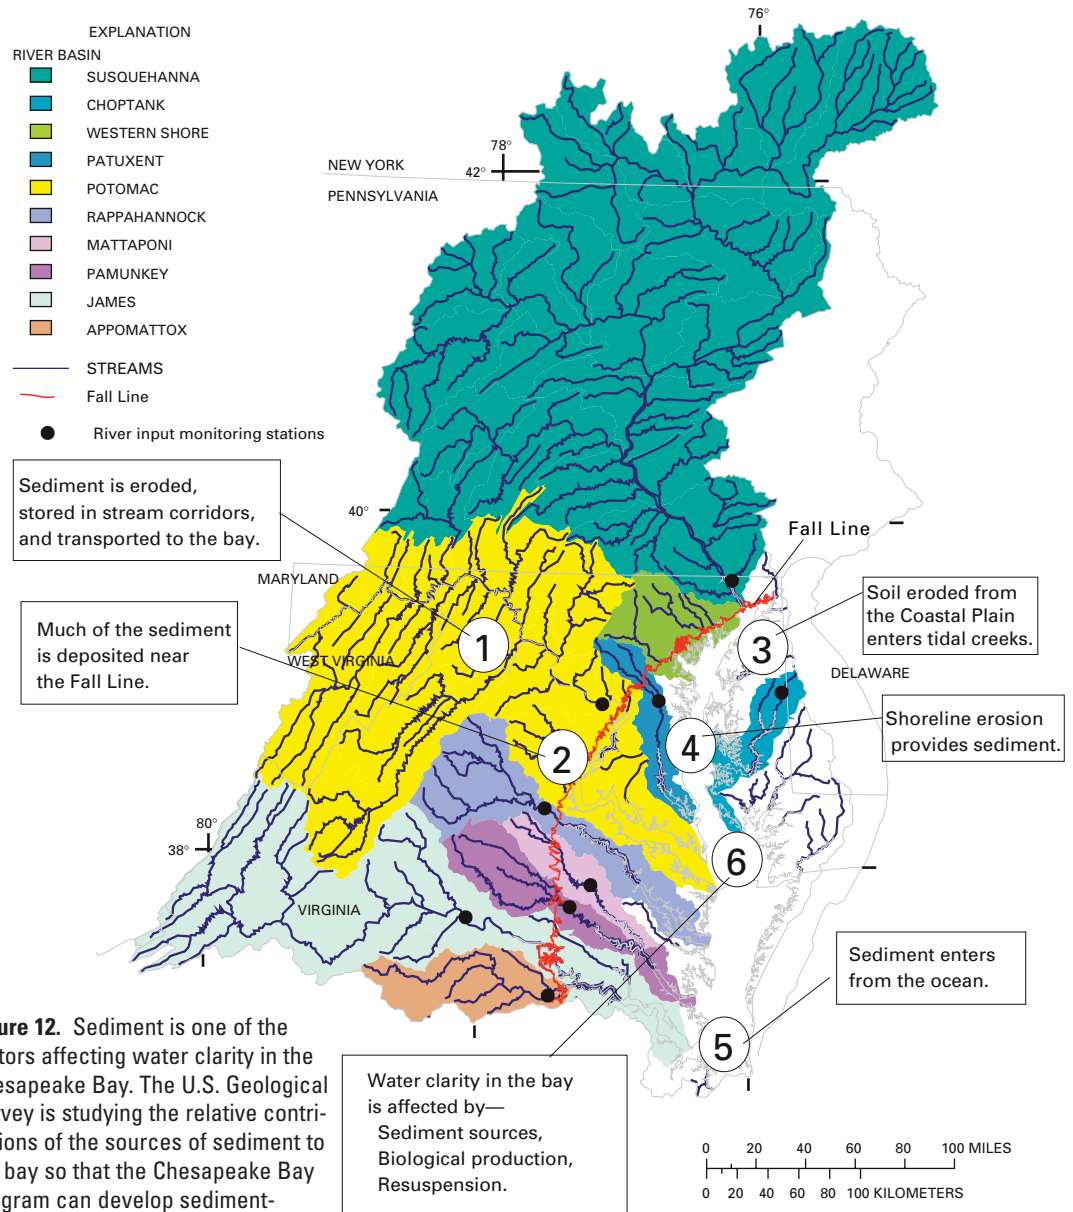 EXPLANATION
RIVER BASIN
SUSQUEHANNA
CHOPTANK
WESTERN SHORE
PATUXENT
POTOMAC
RAPPAHANNOCK
MATTAPONI
PAMUNKEY
JAMES
APPOMATTOX
STREAMS
Fall Line
River input monitoring stations
76°
78°
42°
NEW YORK
PENNSYLVANIA
Sediment is eroded,
stored in stream corridors,
and transported to the bay.
40°
Fall Line
MARYLAND
Soil eroded from
the Coastal Plain
enters tidal creeks.
Much of the sediment
is deposited near
the Fall Line.
1
WEST VIRGINIA
3
DELAWARE
Shoreline erosion
provides sediment.
2
4
80°
38°
6
VIRGINIA
Sediment enters
from the ocean.
5
ure 12. Sediment is one of the
tors affecting water clarity in the
esapeake Bay. The U.S. Geological
rvey is studying the relative contri-
ions of the sources of sediment to
bay so that the Chesapeake Bay
gram can develop sediment-
Water clarity in the bay
is affected by—
Sediment sources,
Biological production,
Resuspension.
0 20 40 60 80 100 MILES
0 20 40 60 80 100 KILOMETERS